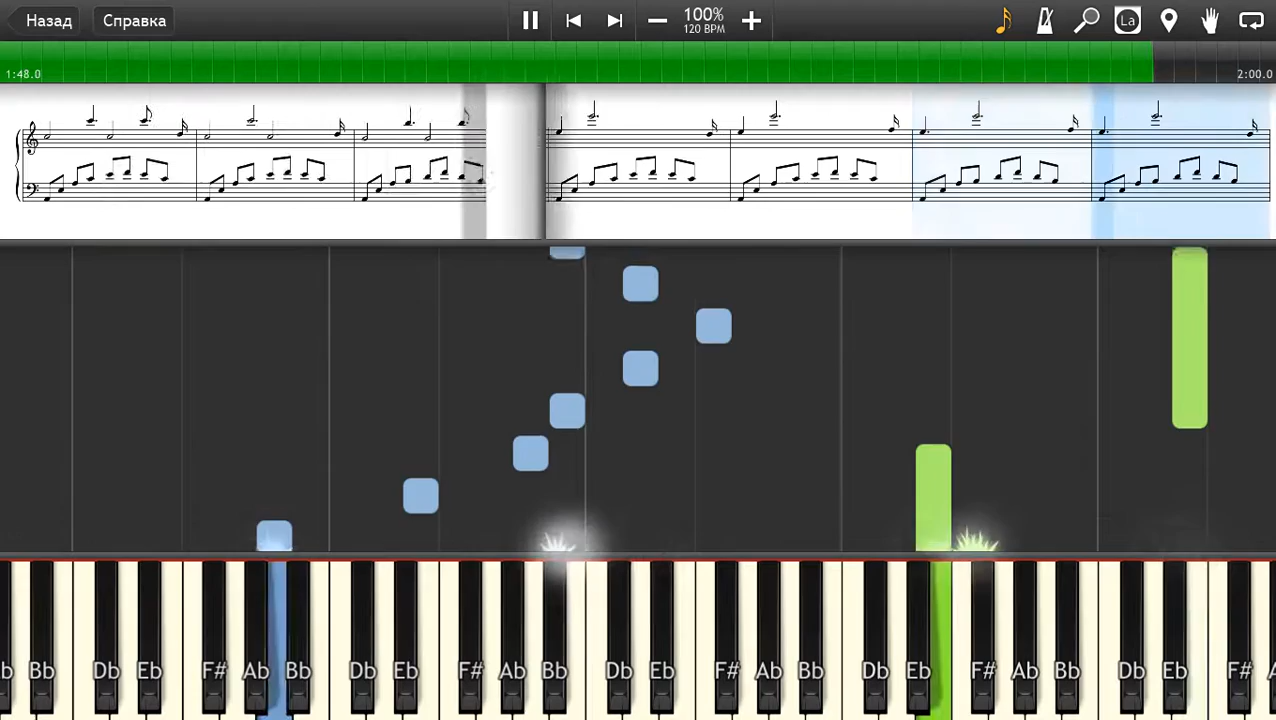 Назад Справка 100% La
120 BPM
1:48.0 2:00.0
b Bb Db Eb F# Ab Bb Db Eb F# Ab Bb Db Eb F# Ab Bb Db Eb F# Ab Bb Db Eb F# A